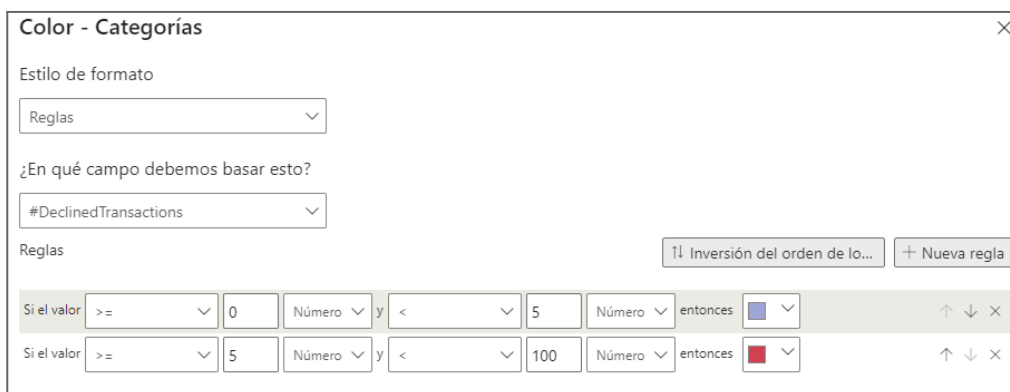 Color - Categorías
Estilo de formato
Reglas
¿En qué campo debemos basar esto?
#DeclinedTransactions
Reglas
Inversión del orden de lo...
Nueva regla
Si el valor >= 0 Número y < 5 Número entonces
Si el valor >= 5 Número y < 100 Número entonces